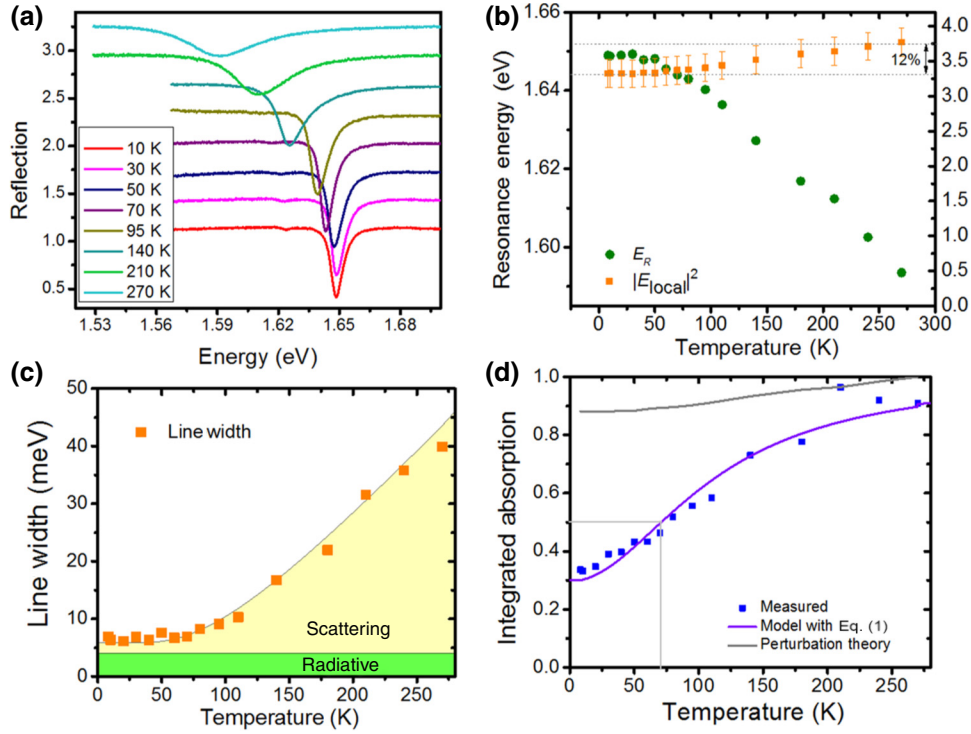 (a)
3.0
2.5
2.0
1.5
1.0
0.5
Reflection
10 K
30 K
50 K
70 K
95 K
140 K
210 K
270 K
1.53 1.56 1.59 1.62 1.65 1.68
Energy (eV)
(b)
1.66
1.64
1.62
1.60
Resonance energy (eV)
4.0
3.5
3.0
2.5
2.0
1.5
1.0
0.5
0.0
12%
E_R
|E_local|^2
0 50 100 150 200 250 300
Temperature (K)
(c)
50
40
30
20
10
0
Line width (meV)
Line width
Scattering
Radiative
0 50 100 150 200 250
Temperature (K)
(d)
1.0
0.8
0.6
0.4
0.2
0.0
Integrated absorption
Measured
Model with Eq. (1)
Perturbation theory
0 50 100 150 200 250
Temperature (K)